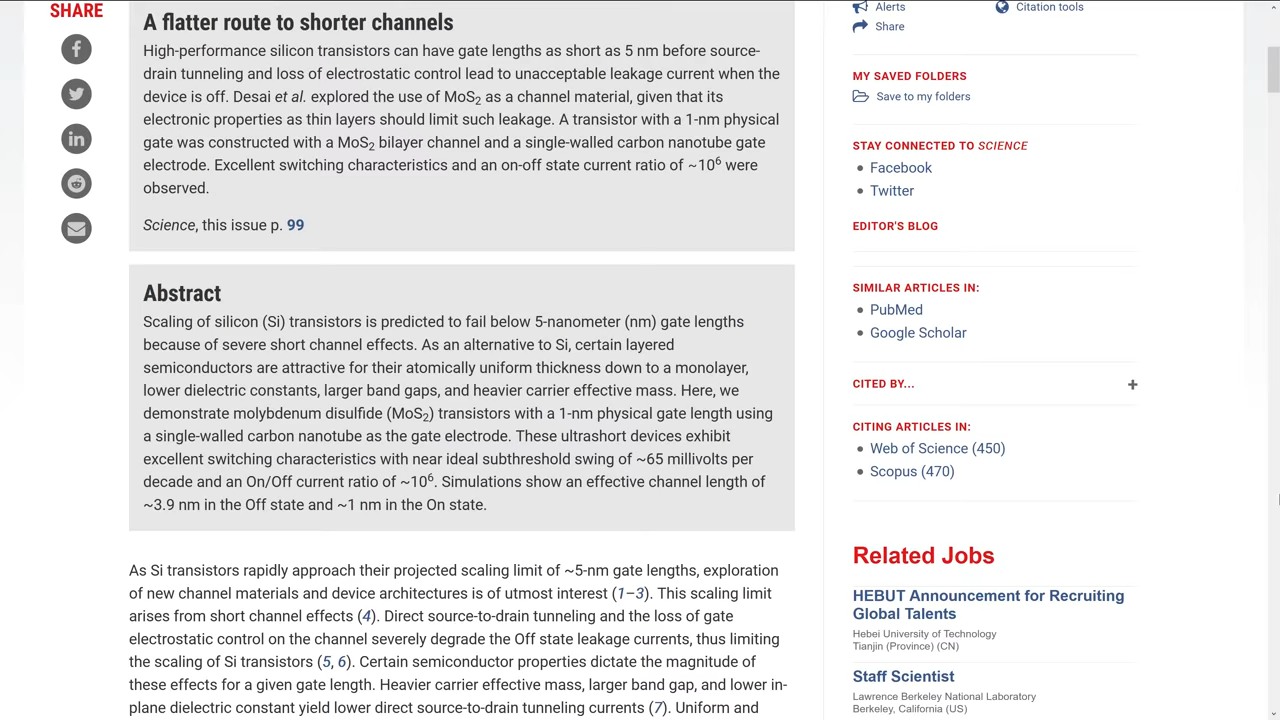 SHARE
A flatter route to shorter channels
High-performance silicon transistors can have gate lengths as short as 5 nm before source-
drain tunneling and loss of electrostatic control lead to unacceptable leakage current when the
device is off. Desai et al. explored the use of MoS2 as a channel material, given that its
electronic properties as thin layers should limit such leakage. A transistor with a 1-nm physical
gate was constructed with a MoS2 bilayer channel and a single-walled carbon nanotube gate
electrode. Excellent switching characteristics and an on-off state current ratio of ~10⁶ were
observed.
Science, this issue p. 99
Abstract
Scaling of silicon (Si) transistors is predicted to fail below 5-nanometer (nm) gate lengths
because of severe short channel effects. As an alternative to Si, certain layered
semiconductors are attractive for their atomically uniform thickness down to a monolayer,
lower dielectric constants, larger band gaps, and heavier carrier effective mass. Here, we
demonstrate molybdenum disulfide (MoS2) transistors with a 1-nm physical gate length using
a single-walled carbon nanotube as the gate electrode. These ultrashort devices exhibit
excellent switching characteristics with near ideal subthreshold swing of ~65 millivolts per
decade and an On/Off current ratio of ~10⁶. Simulations show an effective channel length of
~3.9 nm in the Off state and ~1 nm in the On state.
As Si transistors rapidly approach their projected scaling limit of ~5-nm gate lengths, exploration
of new channel materials and device architectures is of utmost interest (1–3). This scaling limit
arises from short channel effects (4). Direct source-to-drain tunneling and the loss of gate
electrostatic control on the channel severely degrade the Off state leakage currents, thus limiting
the scaling of Si transistors (5, 6). Certain semiconductor properties dictate the magnitude of
these effects for a given gate length. Heavier carrier effective mass, larger band gap, and lower in-
plane dielectric constant yield lower direct source-to-drain tunneling currents (7). Uniform and
Alerts
Citation tools
Share
MY SAVED FOLDERS
Save to my folders
STAY CONNECTED TO SCIENCE
Facebook
Twitter
EDITOR'S BLOG
SIMILAR ARTICLES IN:
PubMed
Google Scholar
CITED BY...
CITING ARTICLES IN:
Web of Science (450)
Scopus (470)
Related Jobs
HEBUT Announcement for Recruiting
Global Talents
Hebei University of Technology
Tianjin (Province) (CN)
Staff Scientist
Lawrence Berkeley National Laboratory
Berkeley, California (US)